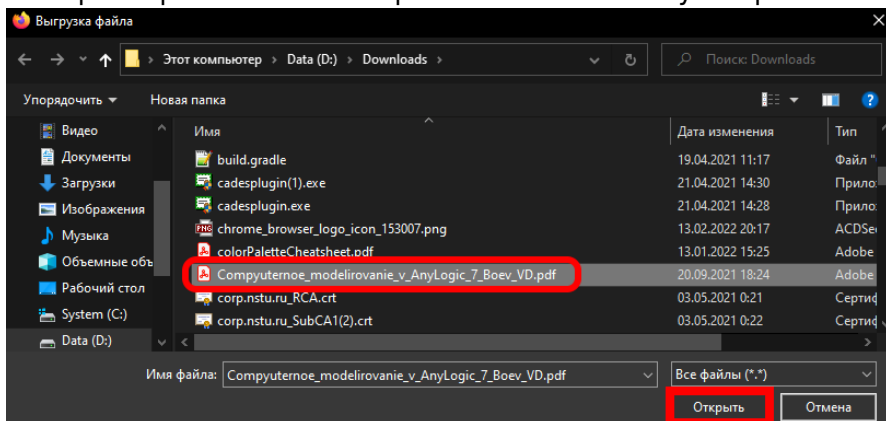 Выгрузка файла
Этот компьютер › Data (D:) › Downloads ›
Поиск: Downloads
Упорядочить
Новая папка
Видео
Документы
Загрузки
Изображения
Музыка
Объемные объ
Рабочий стол
System (C:)
Data (D:)
Имя Дата изменения Тип
build.gradle 19.04.2021 11:17 Файл "
cadesplugin(1).exe 21.04.2021 14:30 Прило
cadesplugin.exe 21.04.2021 14:28 Прило
chrome_browser_logo_icon_153007.png 13.02.2022 20:17 ACDSe
colorPaletteCheatsheet.pdf 13.01.2022 15:25 Adobe
Compyuternoe_modelirovanie_v_AnyLogic_7_Boev_VD.pdf 20.09.2021 18:24 Adobe
corp.nstu.ru_RCA.crt 03.05.2021 0:21 Сертиф
corp.nstu.ru_SubCA1(2).crt 03.05.2021 0:22 Сертиф
Имя файла: Compyuternoe_modelirovanie_v_AnyLogic_7_Boev_VD.pdf Все файлы (*.*)
Открыть Отмена